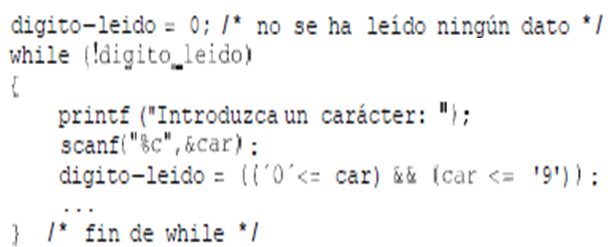 digito-leido = 0; /* no se ha leído ningún dato */
while (!digito_leido)
{
printf ("Introduzca un carácter: ");
scanf("%c",&car);
digito-leido = ((´0´<= car) && (car <= '9'));
...
} /* fin de while */